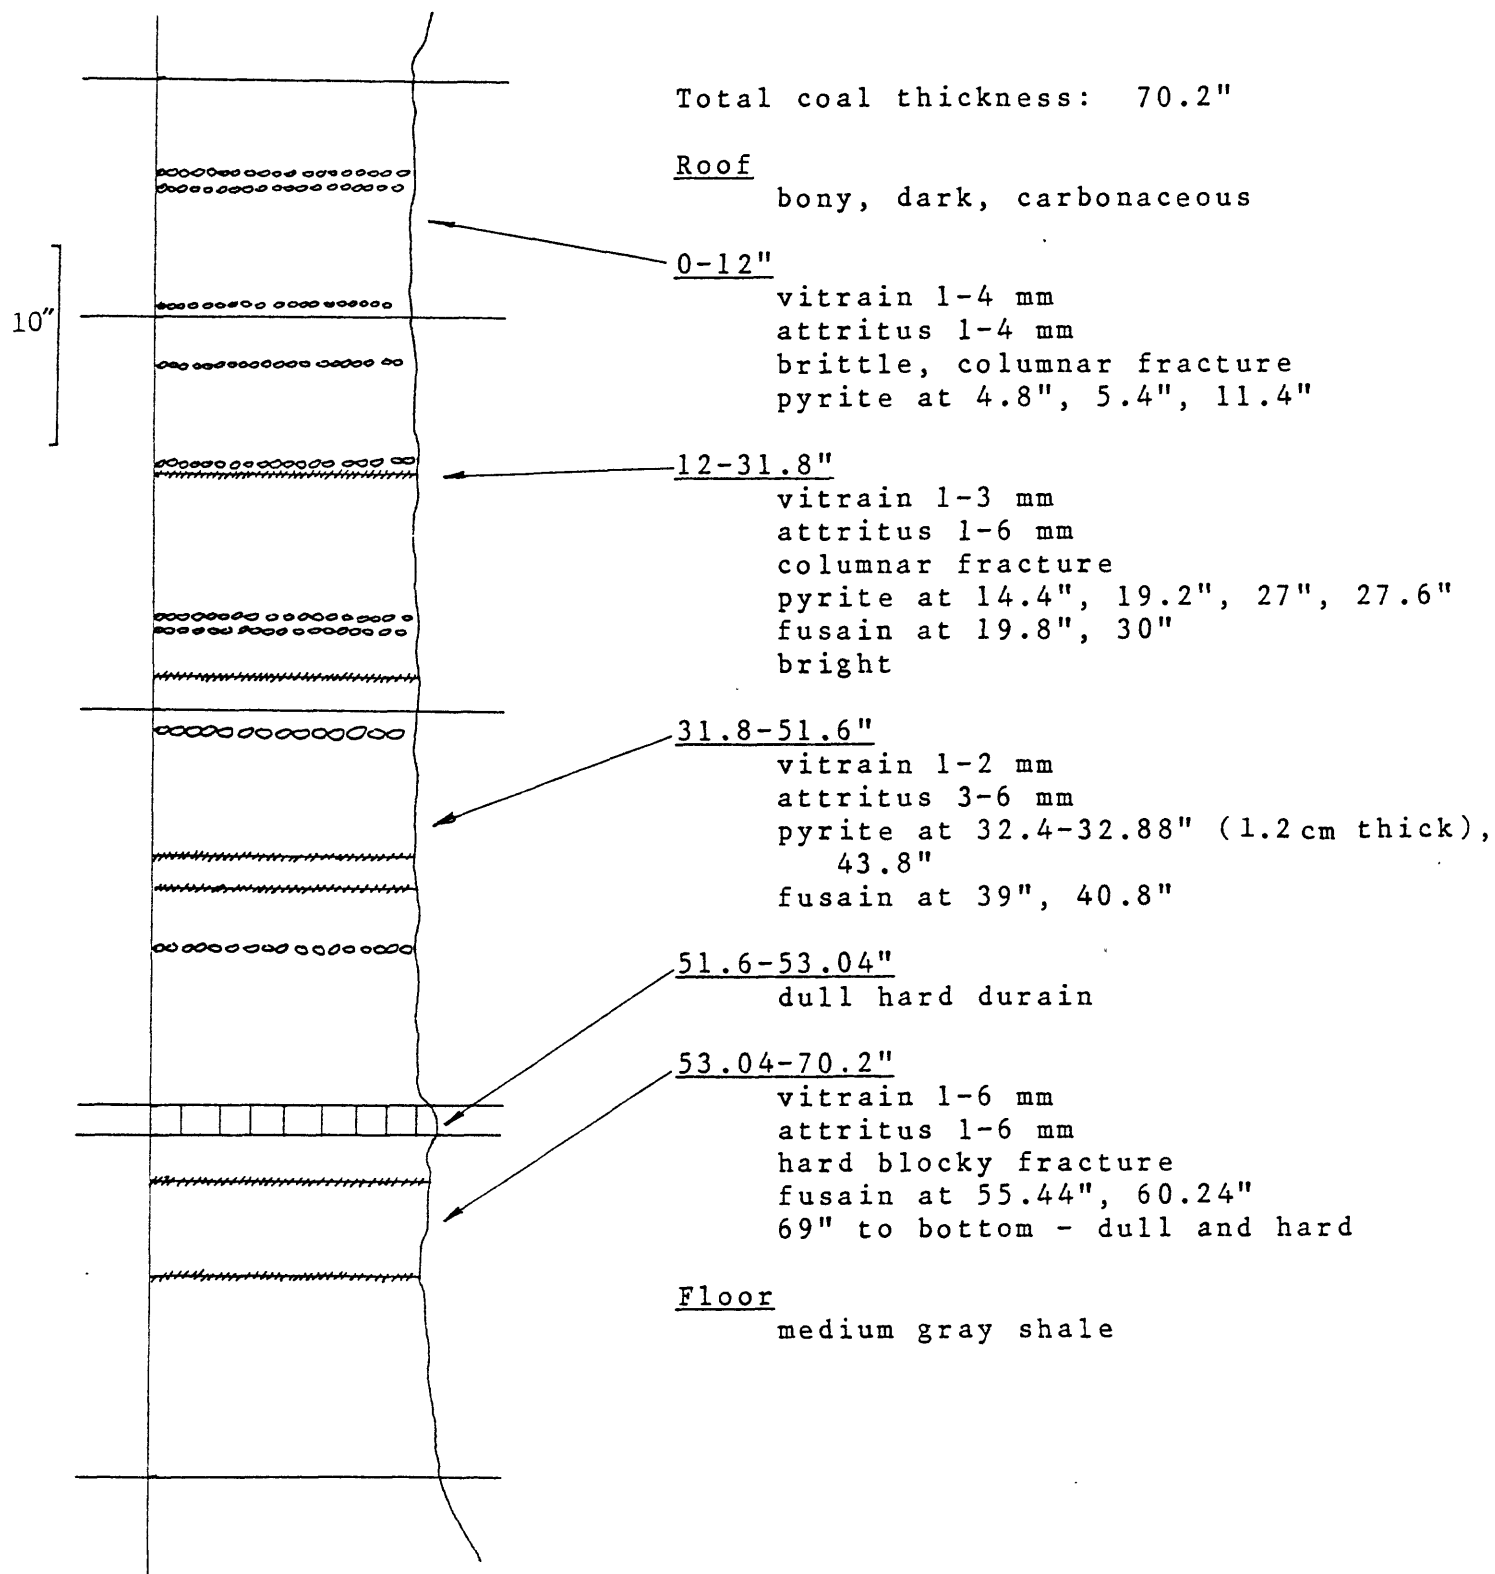 Total coal thickness: 70.2"
Roof
bony, dark, carbonaceous
0-12"
vitrain 1-4 mm
attritus 1-4 mm
brittle, columnar fracture
pyrite at 4.8", 5.4", 11.4"
10"
12-31.8"
vitrain 1-3 mm
attritus 1-6 mm
columnar fracture
pyrite at 14.4", 19.2", 27", 27.6"
fusain at 19.8", 30"
bright
31.8-51.6"
vitrain 1-2 mm
attritus 3-6 mm
pyrite at 32.4-32.88" (1.2 cm thick),
43.8"
fusain at 39", 40.8"
51.6-53.04"
dull hard durain
53.04-70.2"
vitrain 1-6 mm
attritus 1-6 mm
hard blocky fracture
fusain at 55.44", 60.24"
69" to bottom - dull and hard
Floor
medium gray shale